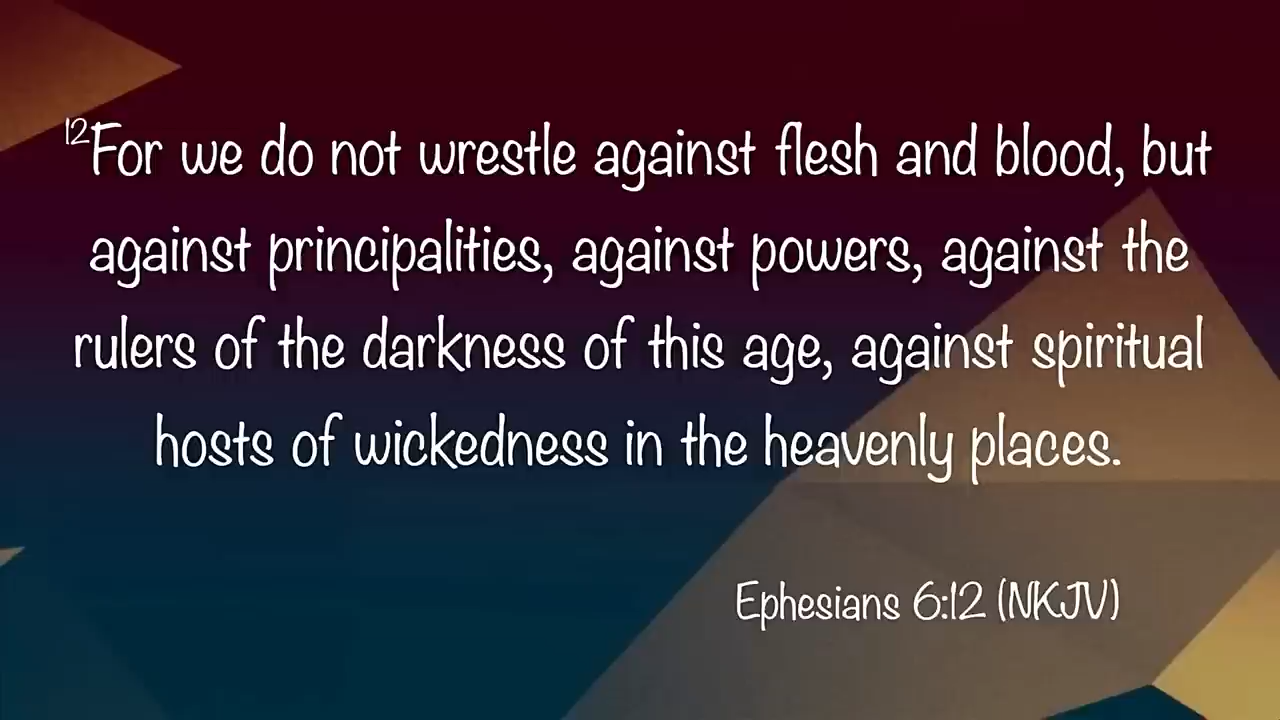 12For we do not wrestle against flesh and blood, but
against principalities, against powers, against the
rulers of the darkness of this age, against spiritual
hosts of wickedness in the heavenly places.
Ephesians 6:12 (NKJV)